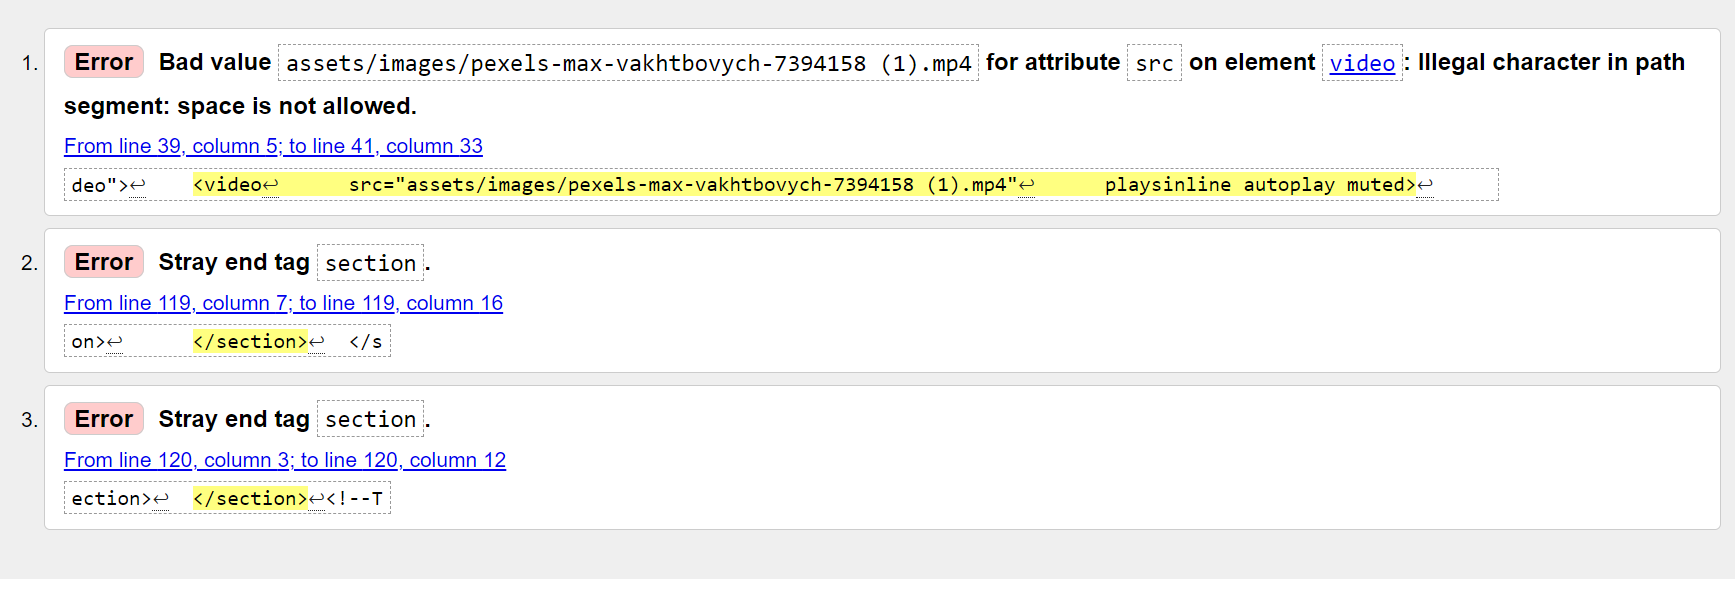 1. Error Bad value assets/images/pexels-max-vakhtbovych-7394158 (1).mp4 for attribute src on element video: Illegal character in path
segment: space is not allowed.
From line 39, column 5; to line 41, column 33
deo">↩    <video↩      src="assets/images/pexels-max-vakhtbovych-7394158 (1).mp4"↩      playsinline autoplay muted>↩
2. Error Stray end tag section.
From line 119, column 7; to line 119, column 16
on>↩      </section>↩  </s
3. Error Stray end tag section.
From line 120, column 3; to line 120, column 12
ection>↩  </section>↩<!--T